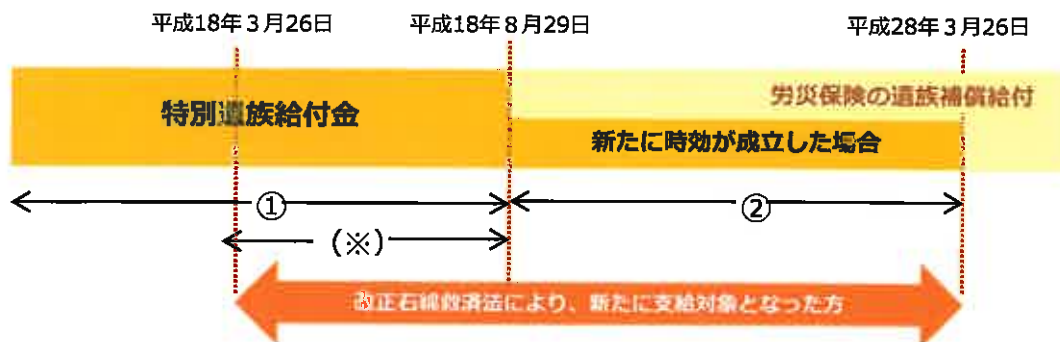 平成18年3月26日
平成18年8月29日
平成28年3月26日
特別遺族給付金
労災保険の遺族補償給付
新たに時効が成立した場合
①
②
(※)
改正石綿救済法により、新たに支給対象となった方